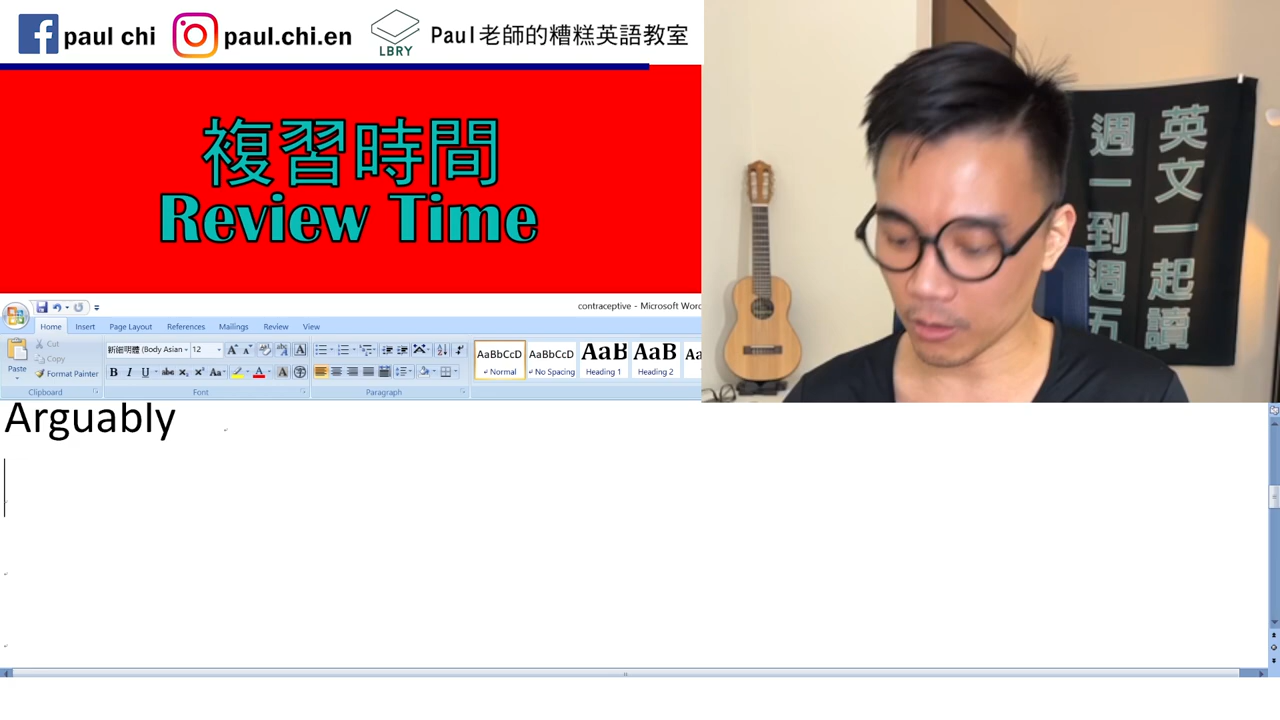 paul chi
paul.chi.en
LBRY
Paul老師的糟糕英語教室
複習時間
Review Time
英文一起讀
週一到週五
contraceptive - Microsoft Word
Home Insert Page Layout References Mailings Review View
Paste
Cut
Copy
Format Painter
新細明體 (Body Asian 12
AaBbCcD AaBbCcD AaBb AaBb
Normal No Spacing Heading 1 Heading 2
Clipboard Font Paragraph
Arguably